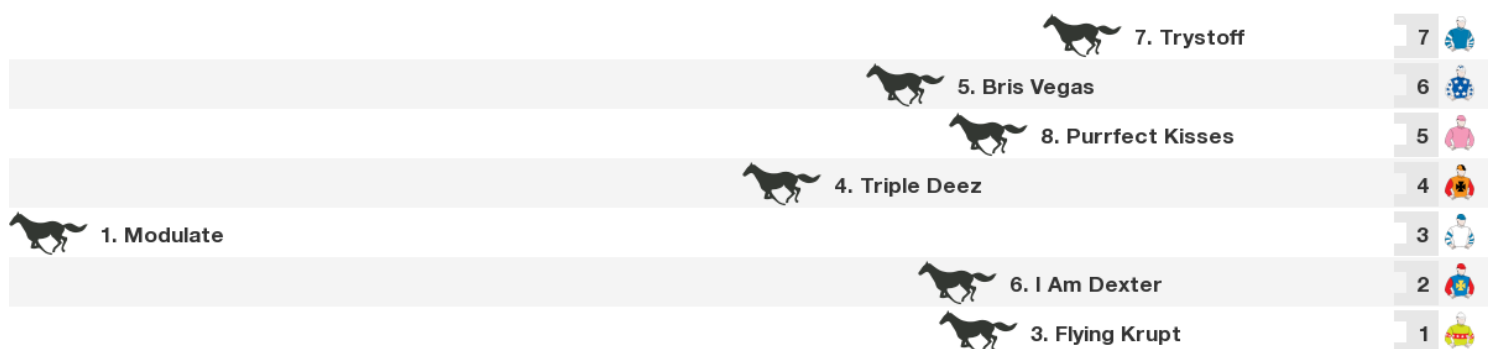 7. Trystoff 7
5. Bris Vegas 6
8. Purrfect Kisses 5
4. Triple Deez 4
1. Modulate 3
6. I Am Dexter 2
3. Flying Krupt 1